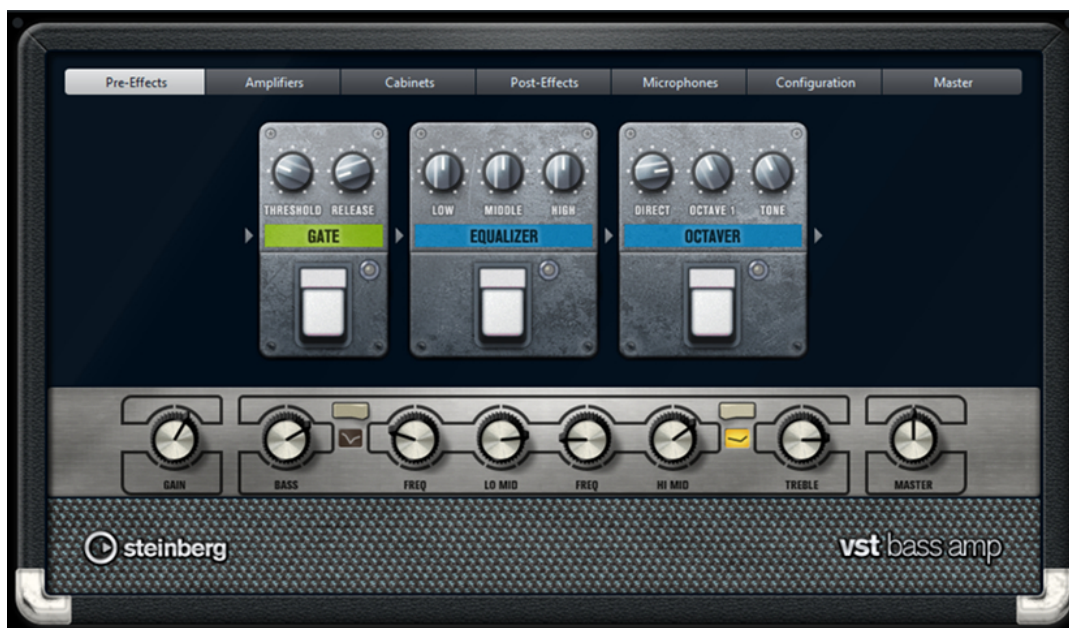 Pre-Effects Amplifiers Cabinets Post-Effects Microphones Configuration Master
THRESHOLD RELEASE
GATE
LOW MIDDLE HIGH
EQUALIZER
DIRECT OCTAVE 1 TONE
OCTAVER
GAIN BASS FREQ LO MID FREQ HI MID TREBLE MASTER
steinberg
vst bass amp